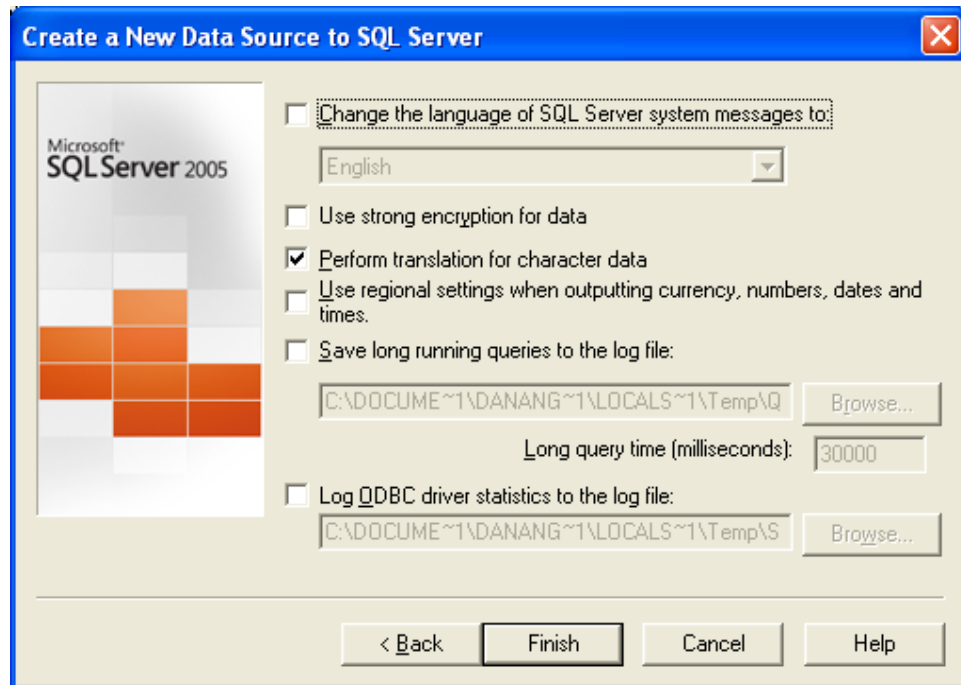 Create a New Data Source to SQL Server
Microsoft
SQL Server 2005
Change the language of SQL Server system messages to:
English
Use strong encryption for data
Perform translation for character data
Use regional settings when outputting currency, numbers, dates and
times.
Save long running queries to the log file:
C:\DOCUME~1\DANANG~1\LOCALS~1\Temp\Q
Browse...
Long query time (milliseconds):
30000
Log ODBC driver statistics to the log file:
C:\DOCUME~1\DANANG~1\LOCALS~1\Temp\S
Browse...
< Back
Finish
Cancel
Help